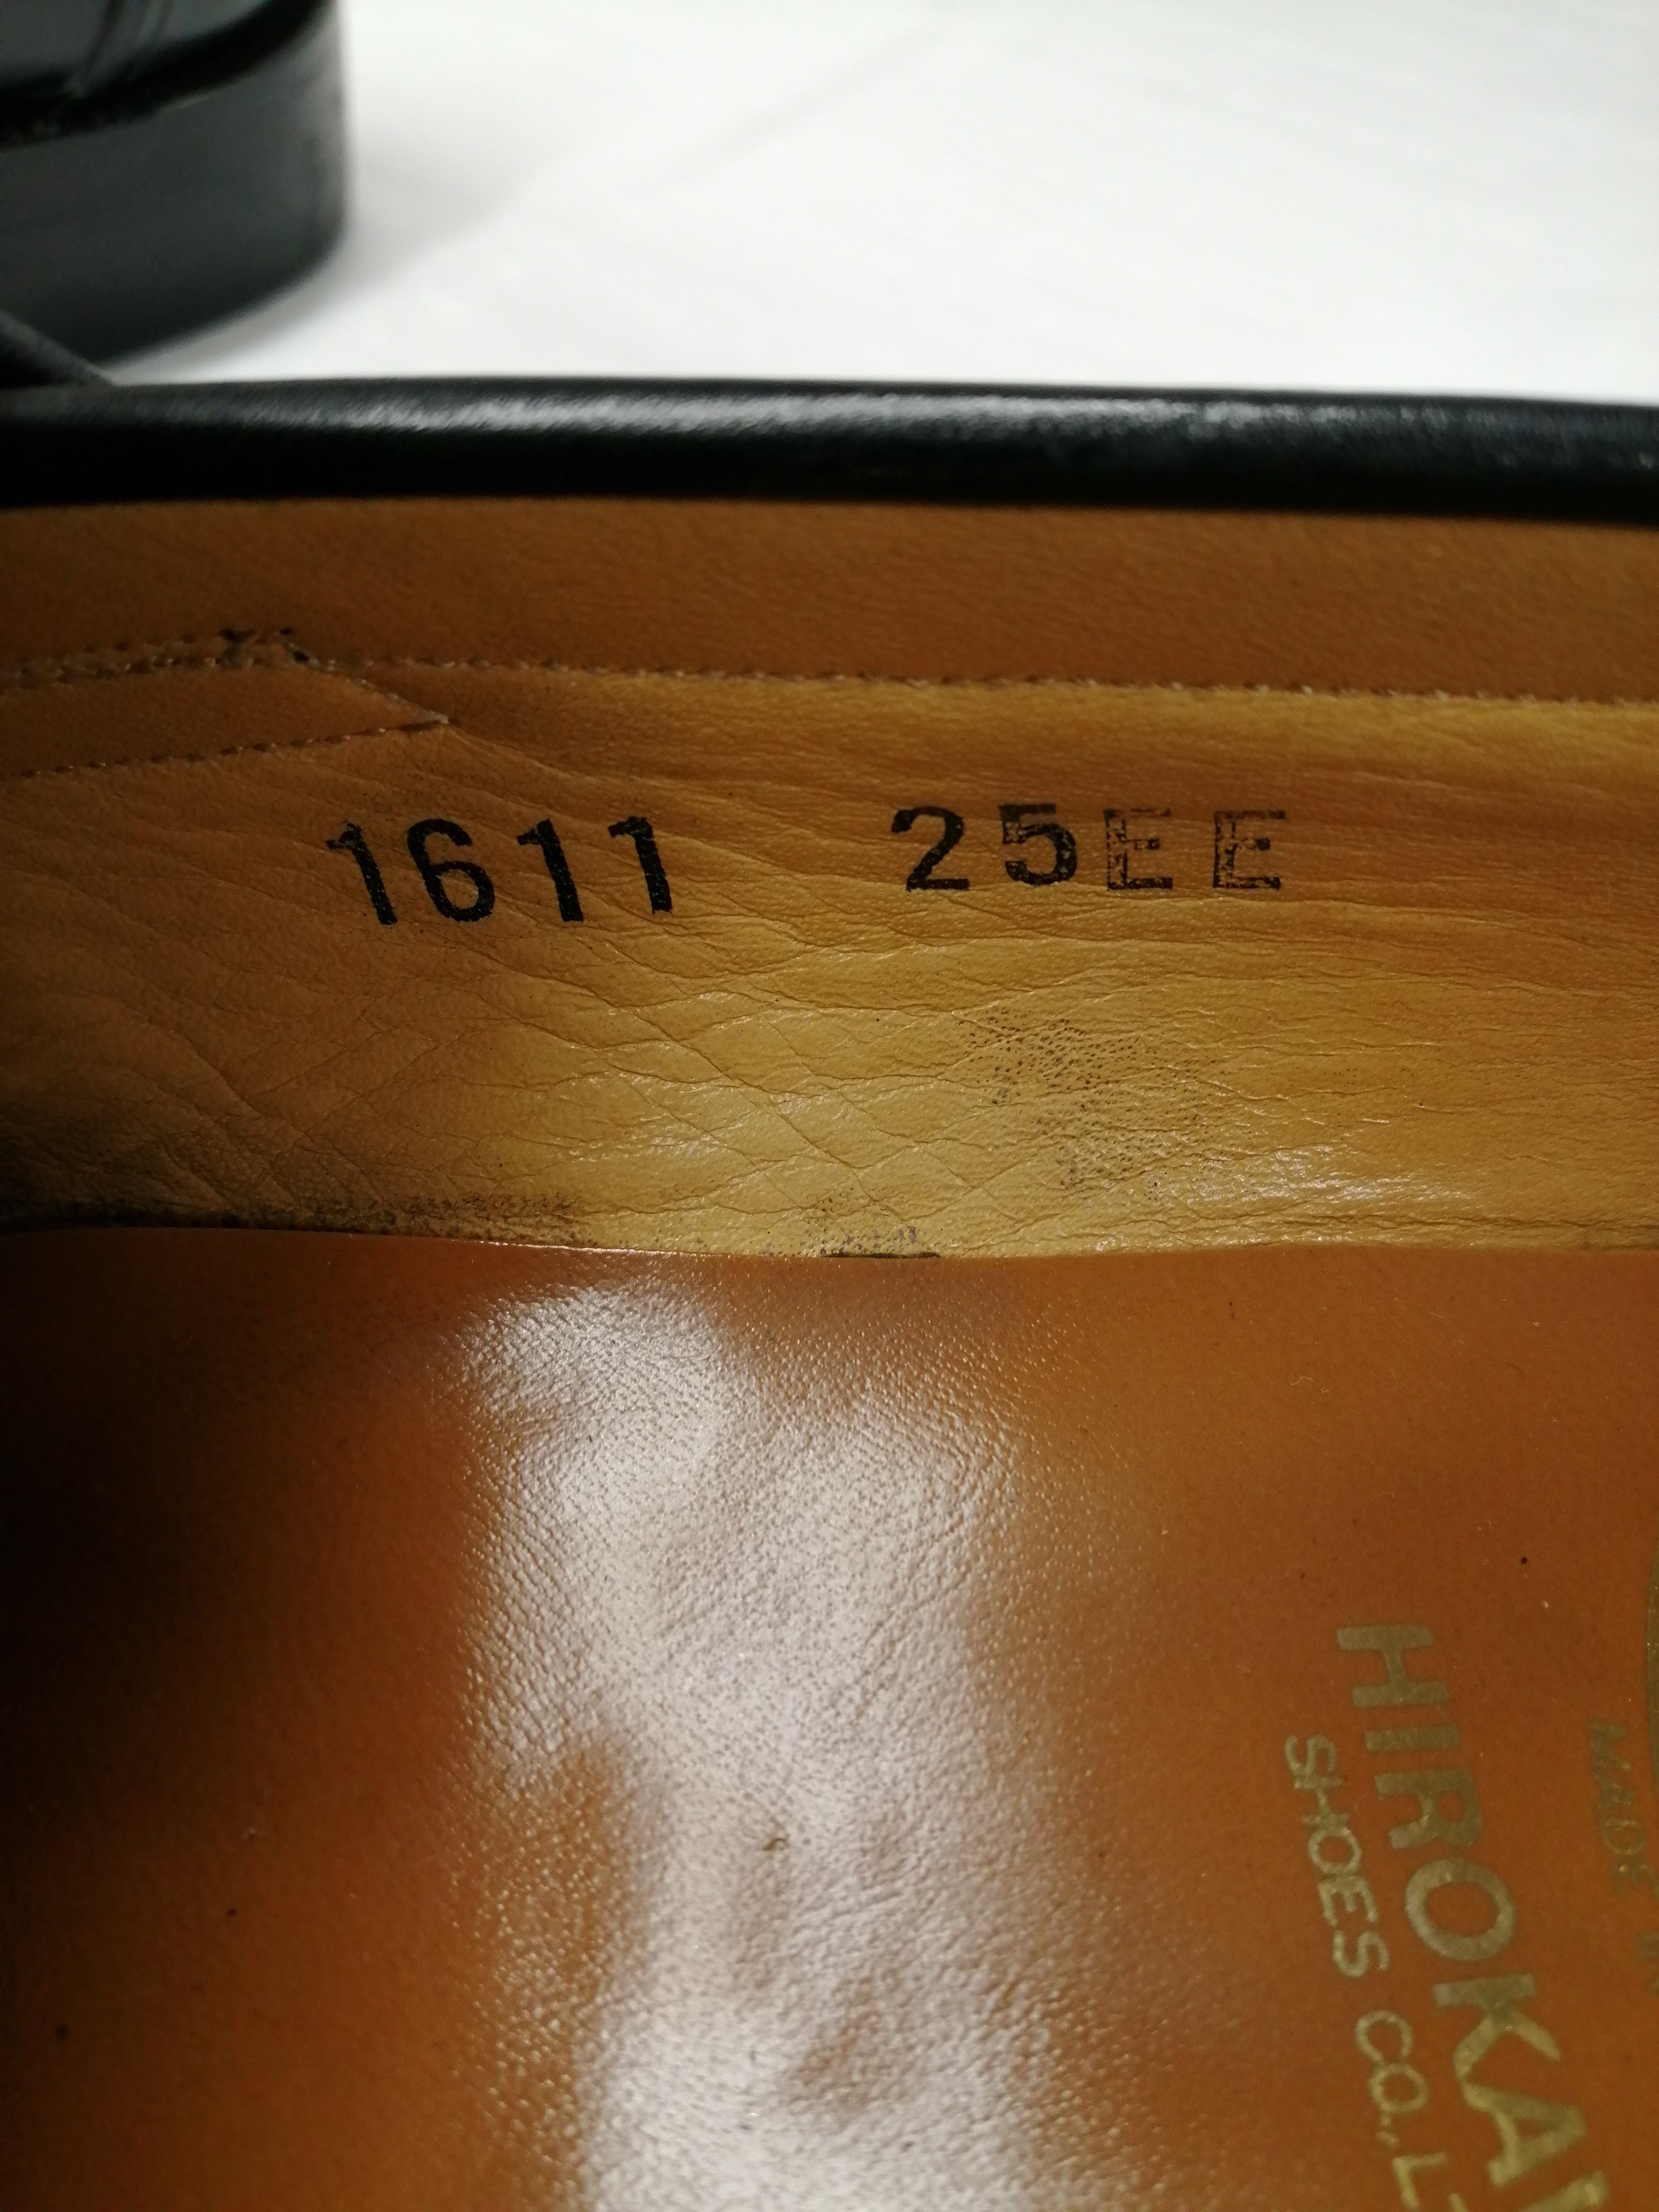 1611 25EE
MADE
HIROKA
SHOES CO., L